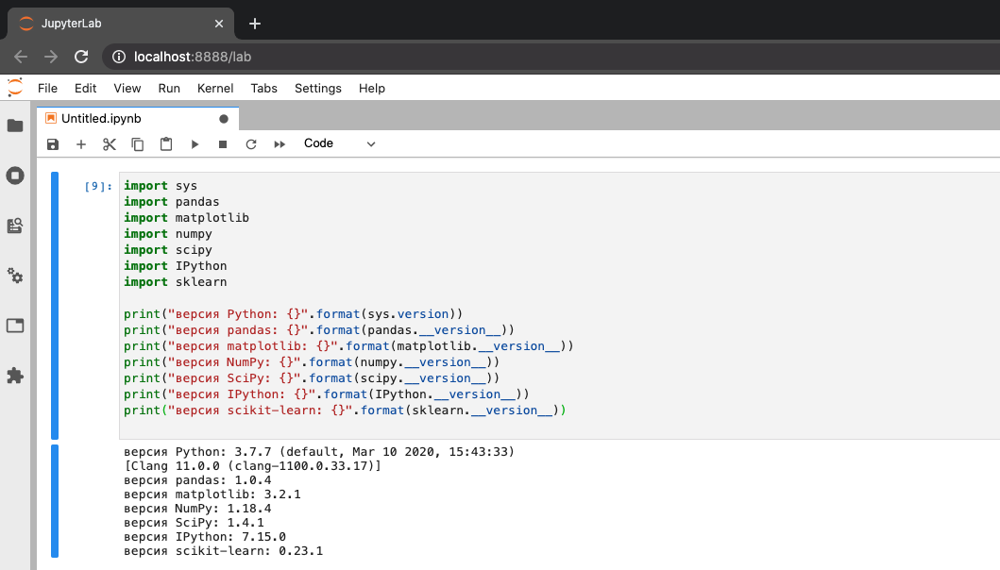 JupyterLab
localhost:8888/lab
File Edit View Run Kernel Tabs Settings Help
Untitled.ipynb
Code
[9]:
import sys
import pandas
import matplotlib
import numpy
import scipy
import IPython
import sklearn
print("версия Python: {}".format(sys.version))
print("версия pandas: {}".format(pandas.__version__))
print("версия matplotlib: {}".format(matplotlib.__version__))
print("версия NumPy: {}".format(numpy.__version__))
print("версия SciPy: {}".format(scipy.__version__))
print("версия IPython: {}".format(IPython.__version__))
print("версия scikit-learn: {}".format(sklearn.__version__))
версия Python: 3.7.7 (default, Mar 10 2020, 15:43:33)
[Clang 11.0.0 (clang-1100.0.33.17)]
версия pandas: 1.0.4
версия matplotlib: 3.2.1
версия NumPy: 1.18.4
версия SciPy: 1.4.1
версия IPython: 7.15.0
версия scikit-learn: 0.23.1